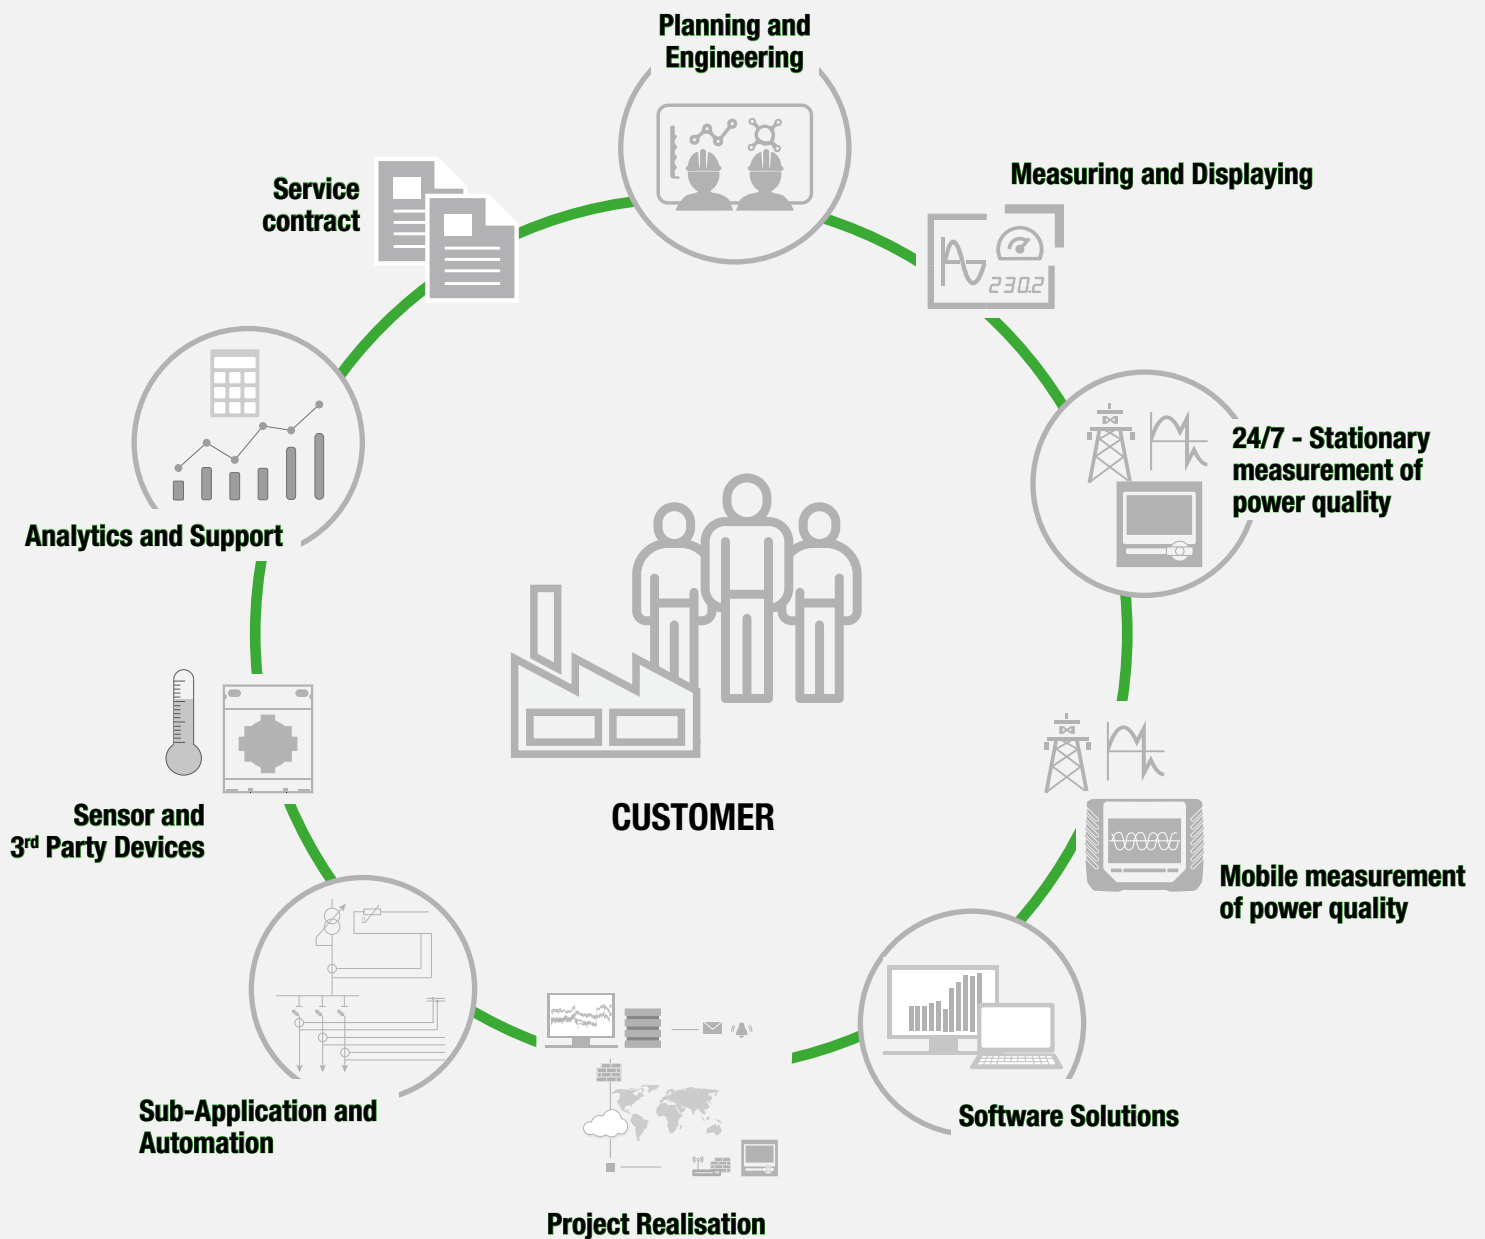 Planning and
Engineering
Measuring and Displaying
230.2
24/7 - Stationary
measurement of
power quality
Mobile measurement
of power quality
Software Solutions
Project Realisation
Sub-Application and
Automation
Sensor and
3rd Party Devices
Analytics and Support
Service
contract
CUSTOMER